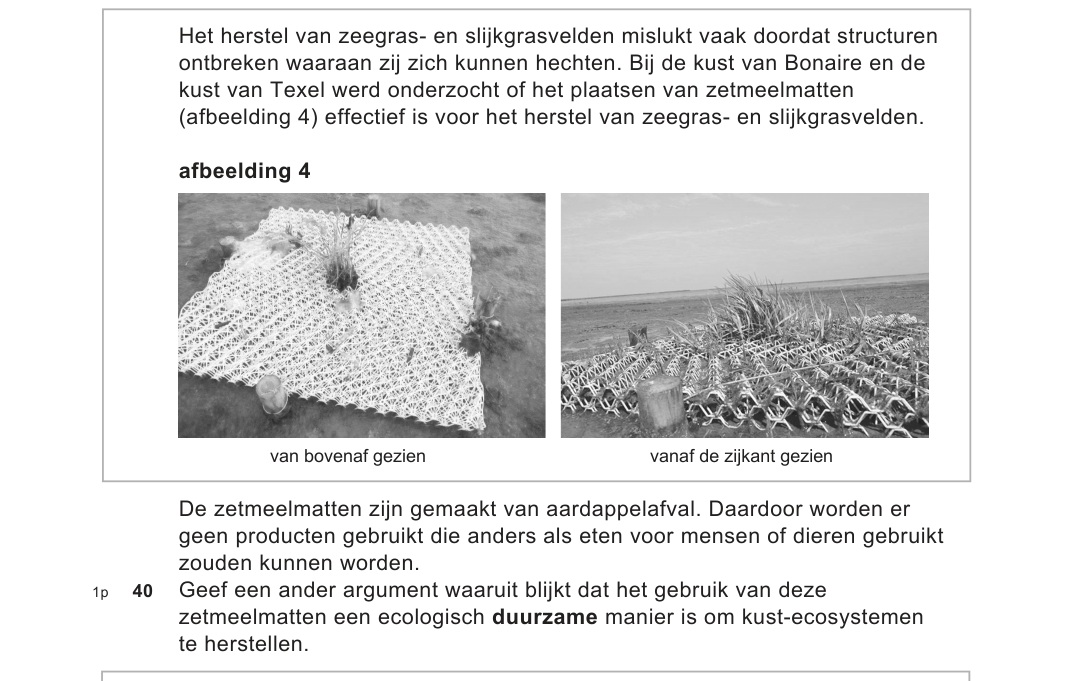 Het herstel van zeegras- en slijkgrasvelden mislukt vaak doordat structuren
ontbreken waaraan zij zich kunnen hechten. Bij de kust van Bonaire en de
kust van Texel werd onderzocht of het plaatsen van zetmeelmatten
(afbeelding 4) effectief is voor het herstel van zeegras- en slijkgrasvelden.
afbeelding 4
van bovenaf gezien
vanaf de zijkant gezien
De zetmeelmatten zijn gemaakt van aardappelafval. Daardoor worden er
geen producten gebruikt die anders als eten voor mensen of dieren gebruikt
zouden kunnen worden.
1p 40 Geef een ander argument waaruit blijkt dat het gebruik van deze
zetmeelmatten een ecologisch duurzame manier is om kust-ecosystemen
te herstellen.